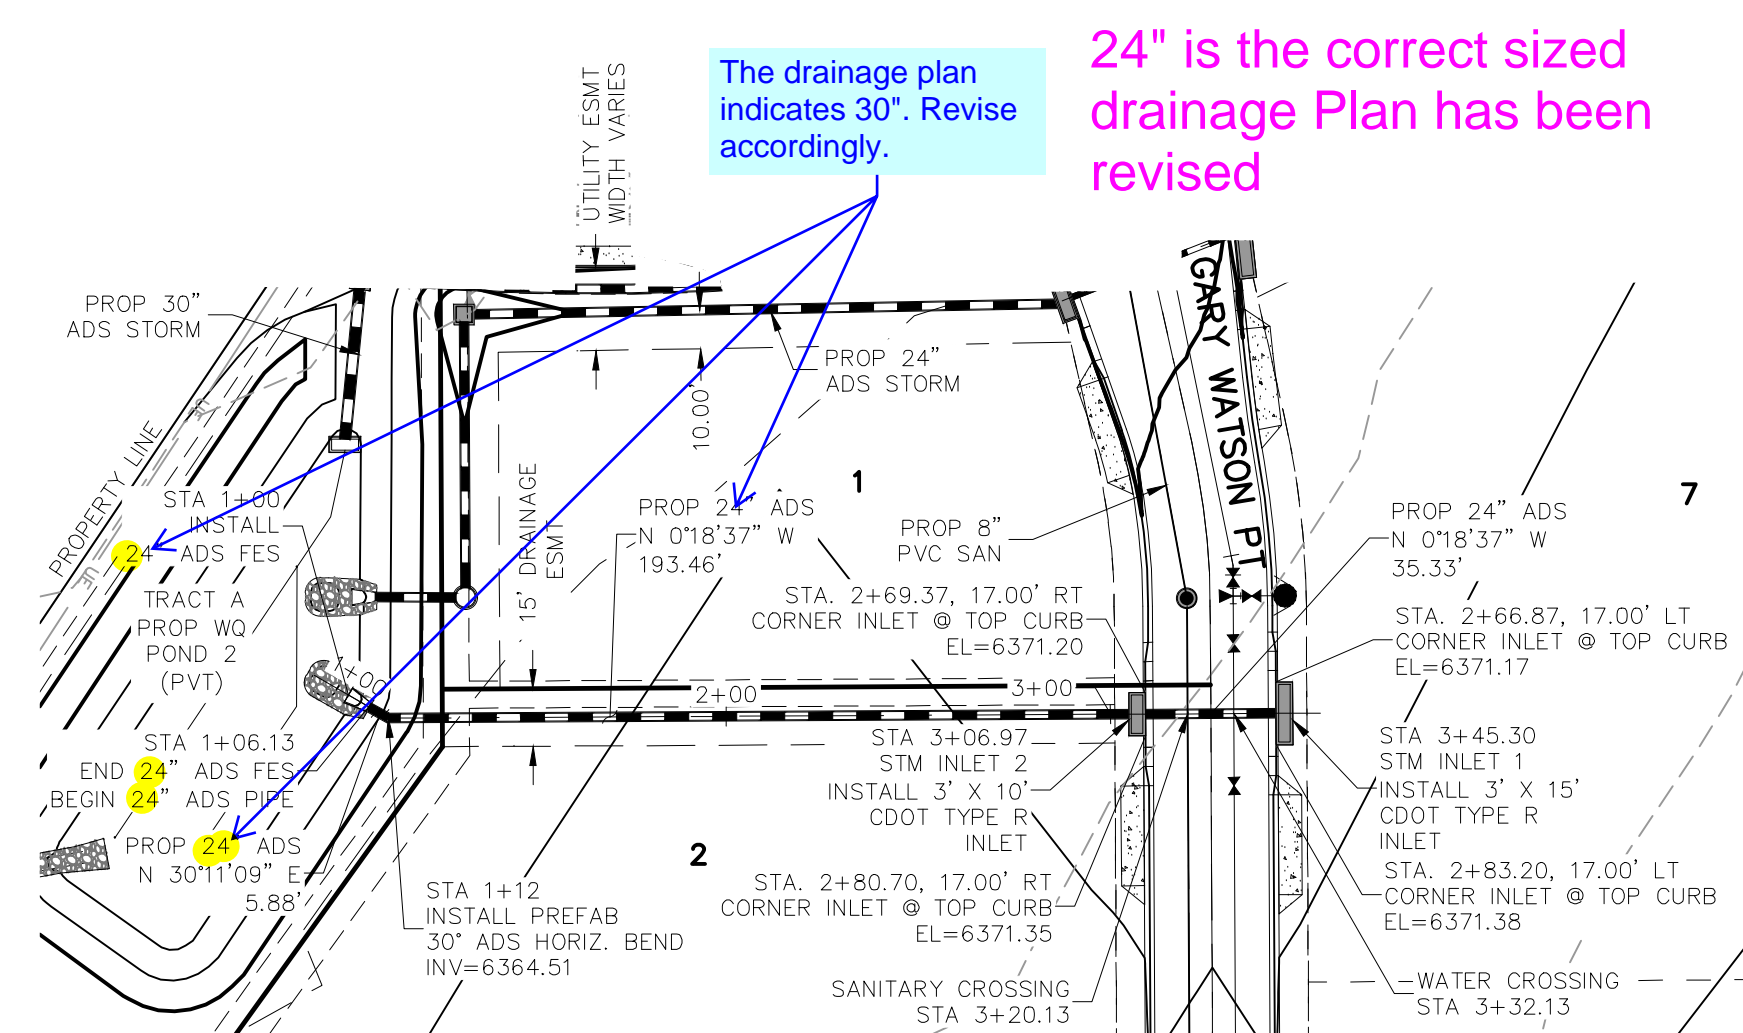 24" is the correct sized
drainage Plan has been
revised
The drainage plan
indicates 30". Revise
accordingly.
UTILITY ESMT
WIDTH VARIES
PROP 30"
ADS STORM
PROP 24"
ADS STORM
10.00'
GARY WATSON PT
PROPERTY LINE
UE
UE
STA 1+00
INSTALL
24" ADS FES
TRACT A
PROP WQ
POND 2
(PVT)
15' DRAINAGE
ESMT
PROP 24" ADS
N 0°18'37" W
193.46'
1
PROP 8"
PVC SAN
7
PROP 24" ADS
N 0°18'37" W
35.33'
STA. 2+69.37, 17.00' RT
CORNER INLET @ TOP CURB
EL=6371.20
STA. 2+66.87, 17.00' LT
CORNER INLET @ TOP CURB
EL=6371.17
1+00
2+00
3+00
STA 1+06.13
END 24" ADS FES
BEGIN 24" ADS PIPE
PROP 24" ADS
N 30°11'09" E
5.88'
STA 3+06.97
STM INLET 2
INSTALL 3' X 10'
CDOT TYPE R
INLET
STA 3+45.30
STM INLET 1
INSTALL 3' X 15'
CDOT TYPE R
INLET
2
STA 1+12
INSTALL PREFAB
30° ADS HORIZ. BEND
INV=6364.51
STA. 2+80.70, 17.00' RT
CORNER INLET @ TOP CURB
EL=6371.35
STA. 2+83.20, 17.00' LT
CORNER INLET @ TOP CURB
EL=6371.38
SANITARY CROSSING
STA 3+20.13
WATER CROSSING
STA 3+32.13